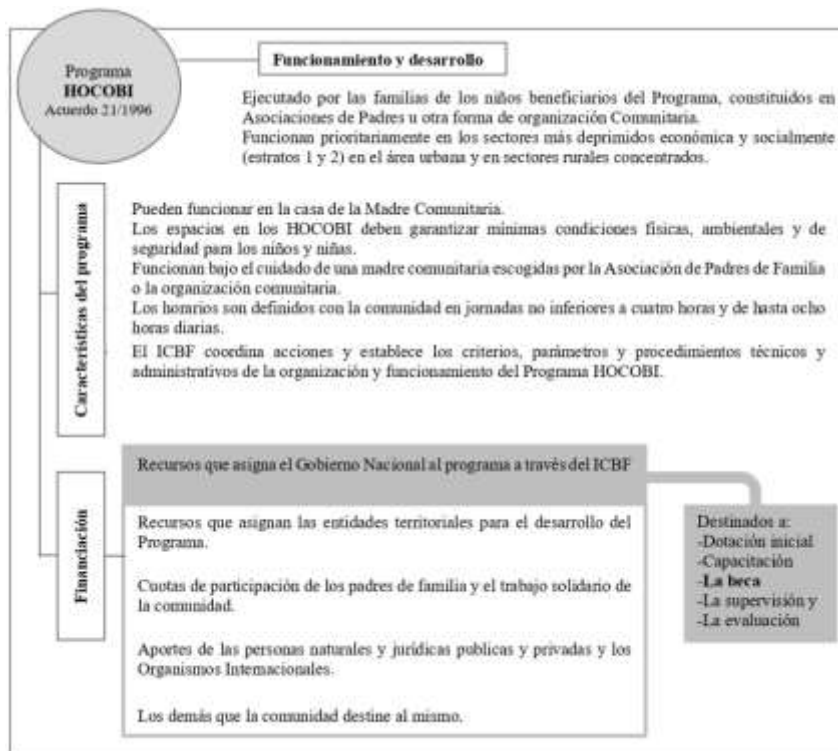 Programa
HOCOBI
Acuerdo 21/1996
Funcionamiento y desarrollo
Ejecutado por las familias de los niños beneficiarios del Programa, constituidos en
Asociaciones de Padres u otra forma de organización Comunitaria.
Funcionan prioritariamente en los sectores más deprimidos económica y socialmente
(estratos 1 y 2) en el área urbana y en sectores rurales concentrados.
Características del programa
Pueden funcionar en la casa de la Madre Comunitaria.
Los espacios en los HOCOBI deben garantizar mínimas condiciones físicas, ambientales y de
seguridad para los niños y niñas.
Funcionan bajo el cuidado de una madre comunitaria escogidas por la Asociación de Padres de Familia
o la organización comunitaria.
Los horarios son definidos con la comunidad en jornadas no inferiores a cuatro horas y de hasta ocho
horas diarias.
El ICBF coordina acciones y establece los criterios, parámetros y procedimientos técnicos y
administrativos de la organización y funcionamiento del Programa HOCOBI.
Financiación
Recursos que asigna el Gobierno Nacional al programa a través del ICBF
Recursos que asignan las entidades territoriales para el desarrollo del
Programa.
Cuotas de participación de los padres de familia y el trabajo solidario de
la comunidad.
Aportes de las personas naturales y jurídicas publicas y privadas y los
Organismos Internacionales.
Los demás que la comunidad destine al mismo.
Destinados a:
-Dotación inicial
-Capacitación
-La beca
-La supervisión y
-La evaluación